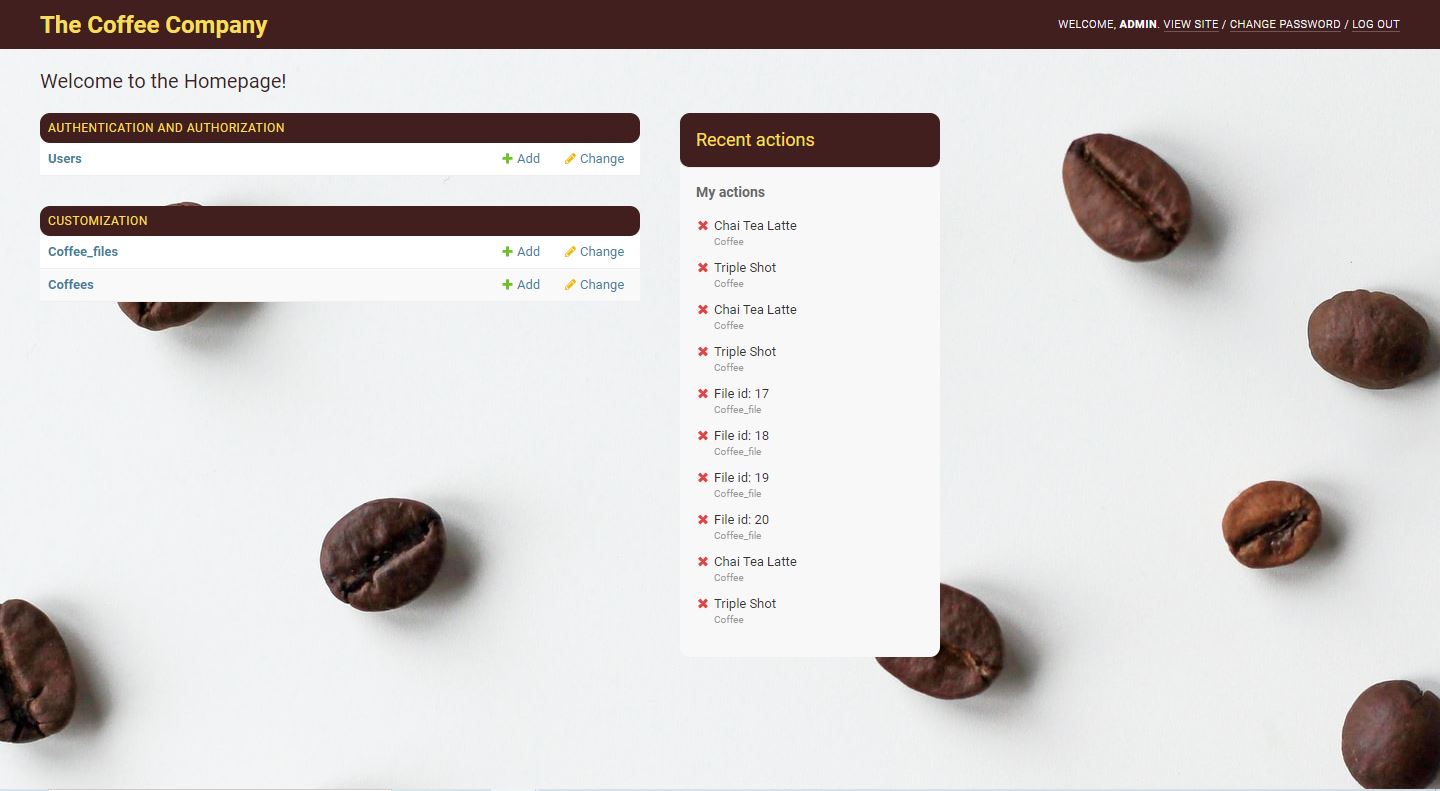 The Coffee Company
WELCOME, ADMIN. VIEW SITE / CHANGE PASSWORD / LOG OUT
Welcome to the Homepage!
AUTHENTICATION AND AUTHORIZATION
Users Add Change
CUSTOMIZATION
Coffee_files Add Change
Coffees Add Change
Recent actions
My actions
Chai Tea Latte
Coffee
Triple Shot
Coffee
Chai Tea Latte
Coffee
Triple Shot
Coffee
File id: 17
Coffee_file
File id: 18
Coffee_file
File id: 19
Coffee_file
File id: 20
Coffee_file
Chai Tea Latte
Coffee
Triple Shot
Coffee